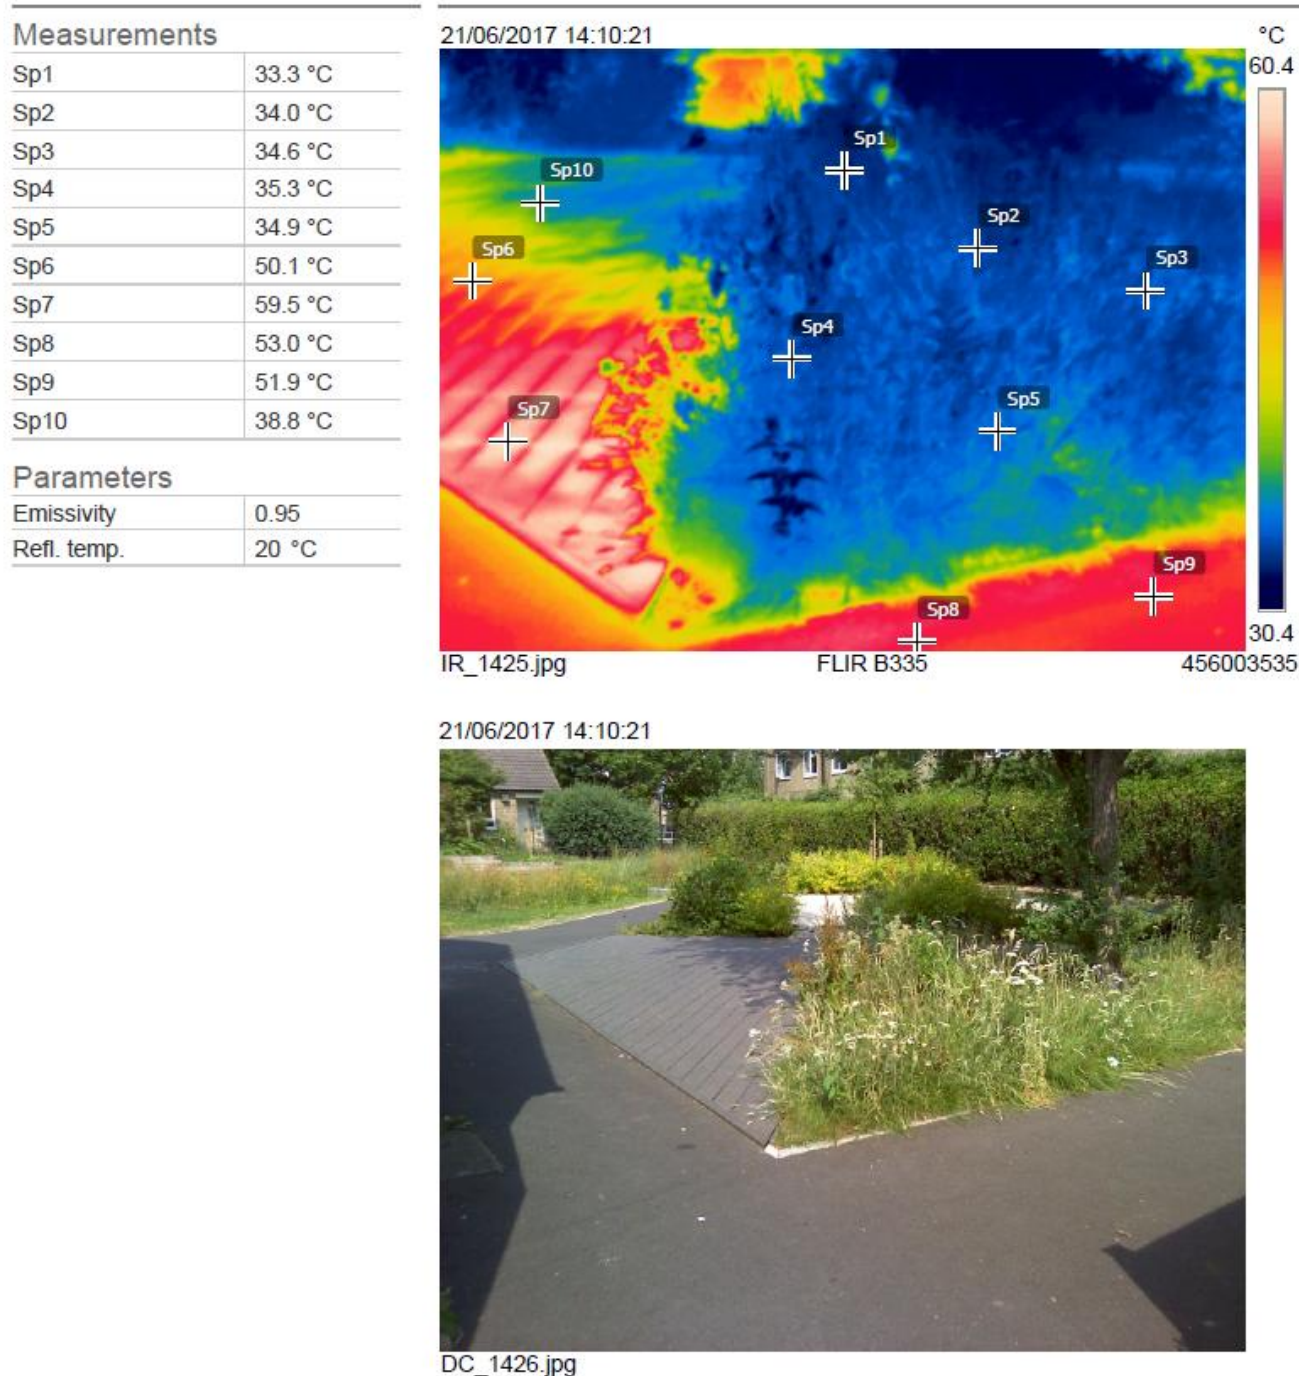 Measurements
Sp1 33.3 °C
Sp2 34.0 °C
Sp3 34.6 °C
Sp4 35.3 °C
Sp5 34.9 °C
Sp6 50.1 °C
Sp7 59.5 °C
Sp8 53.0 °C
Sp9 51.9 °C
Sp10 38.8 °C
Parameters
Emissivity 0.95
Refl. temp. 20 °C
21/06/2017 14:10:21
°C
60.4
Sp1
Sp10
Sp2
Sp6
Sp3
Sp4
Sp5
Sp7
Sp9
Sp8
30.4
IR_1425.jpg FLIR B335 456003535
21/06/2017 14:10:21
DC_1426.jpg